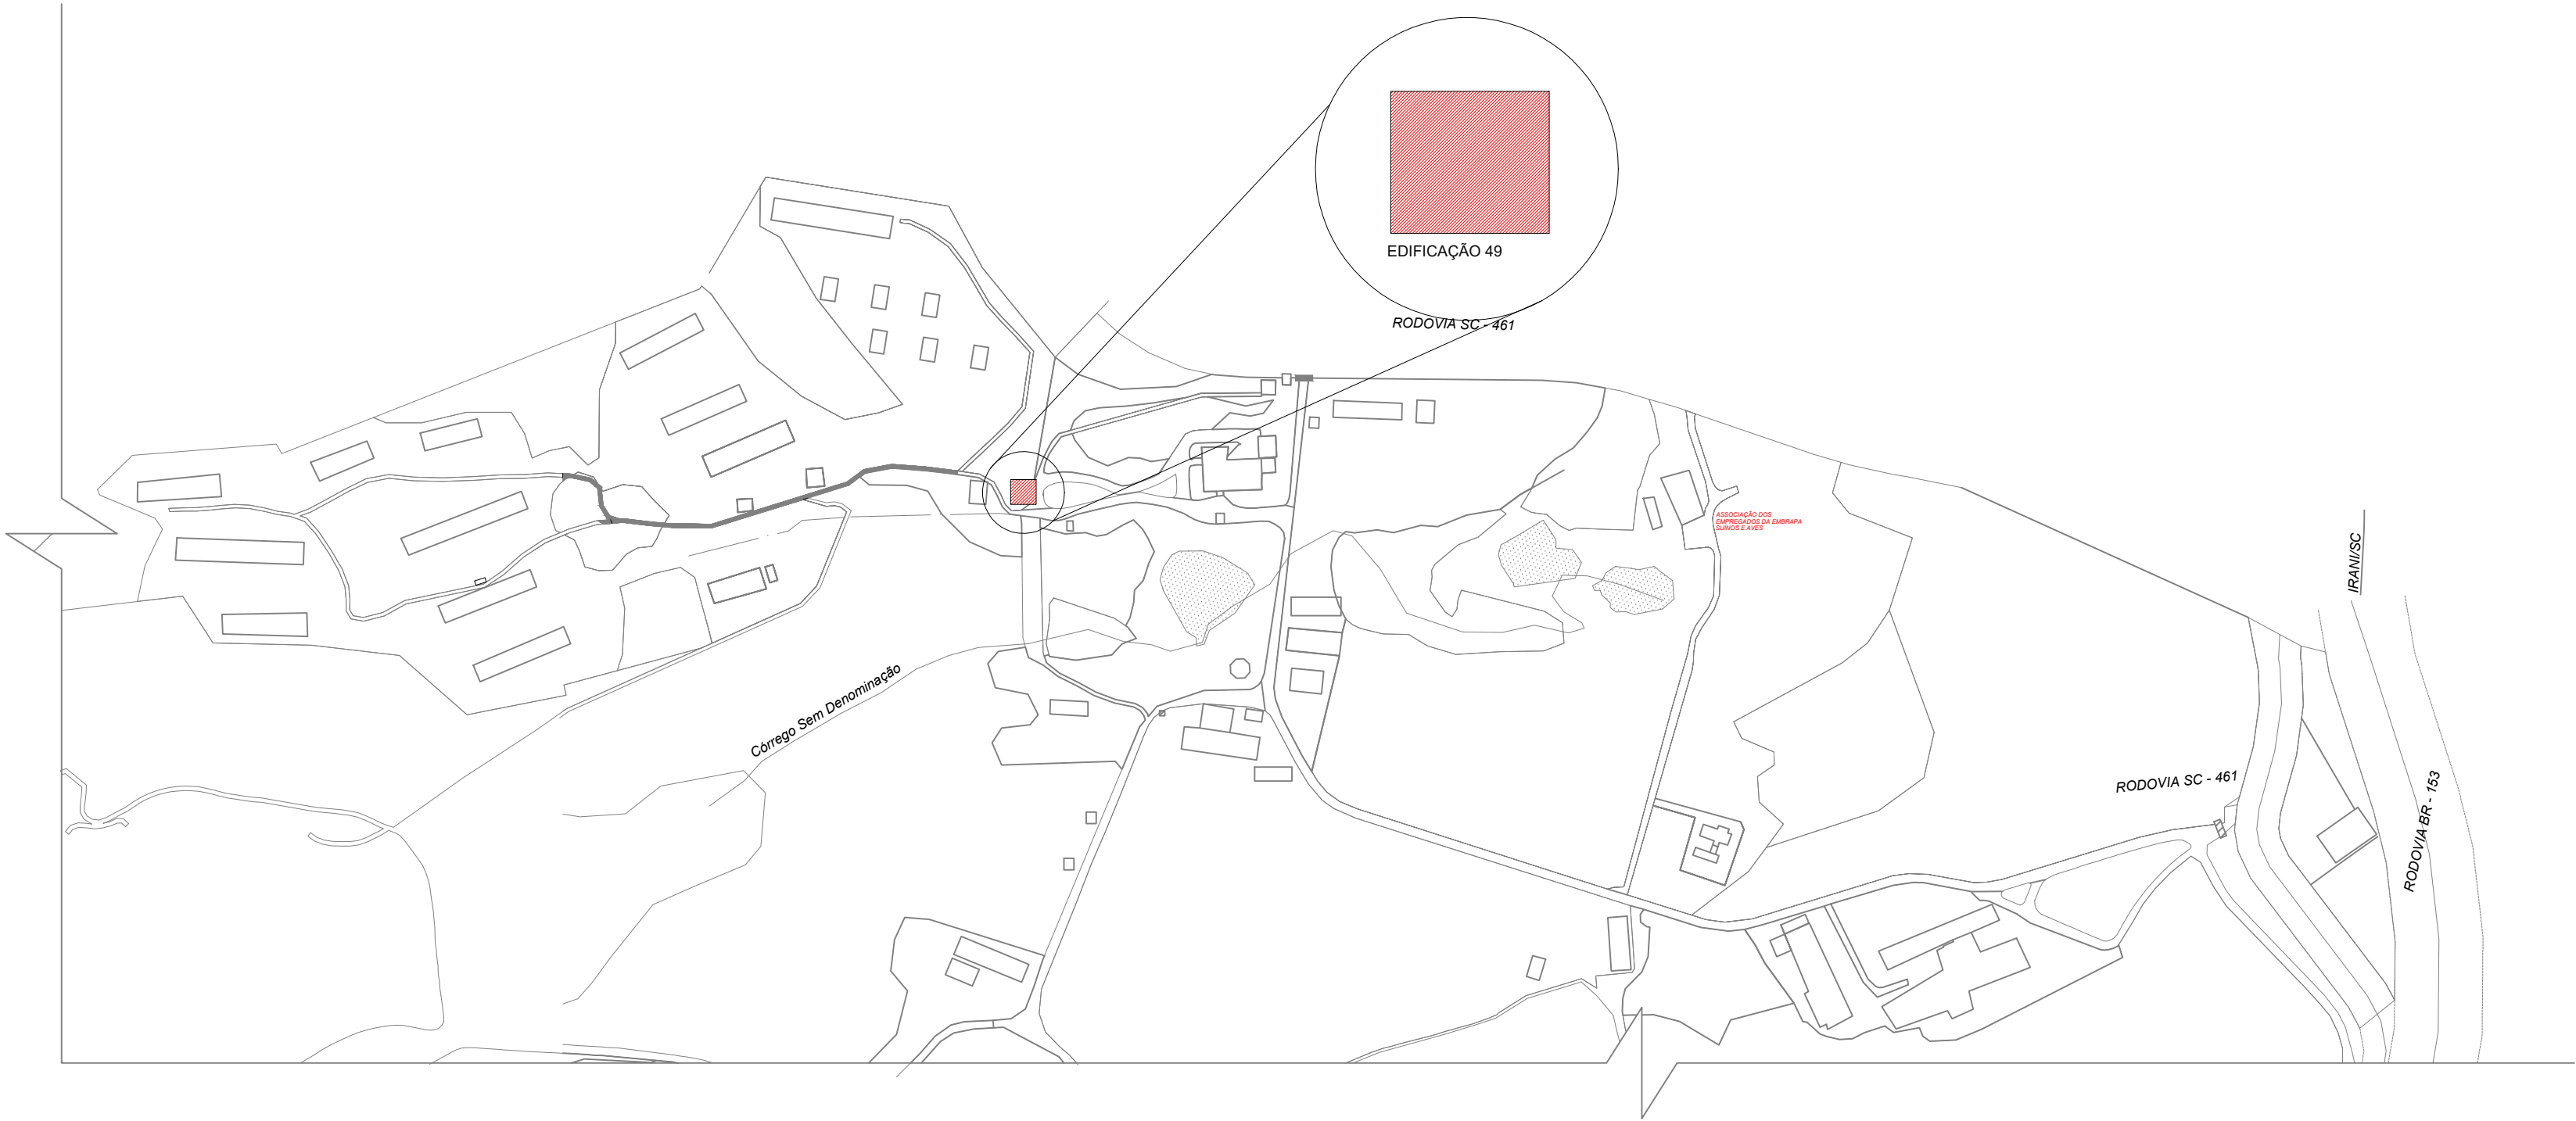 EDIFICAÇÃO 49
RODOVIA SC - 461
ASSOCIAÇÃO DOS
EMPREGADOS DA EMBRAPA
SUÍNOS E AVES
IRANI/SC
Córrego Sem Denominação
RODOVIA SC - 461
RODOVIA BR - 153